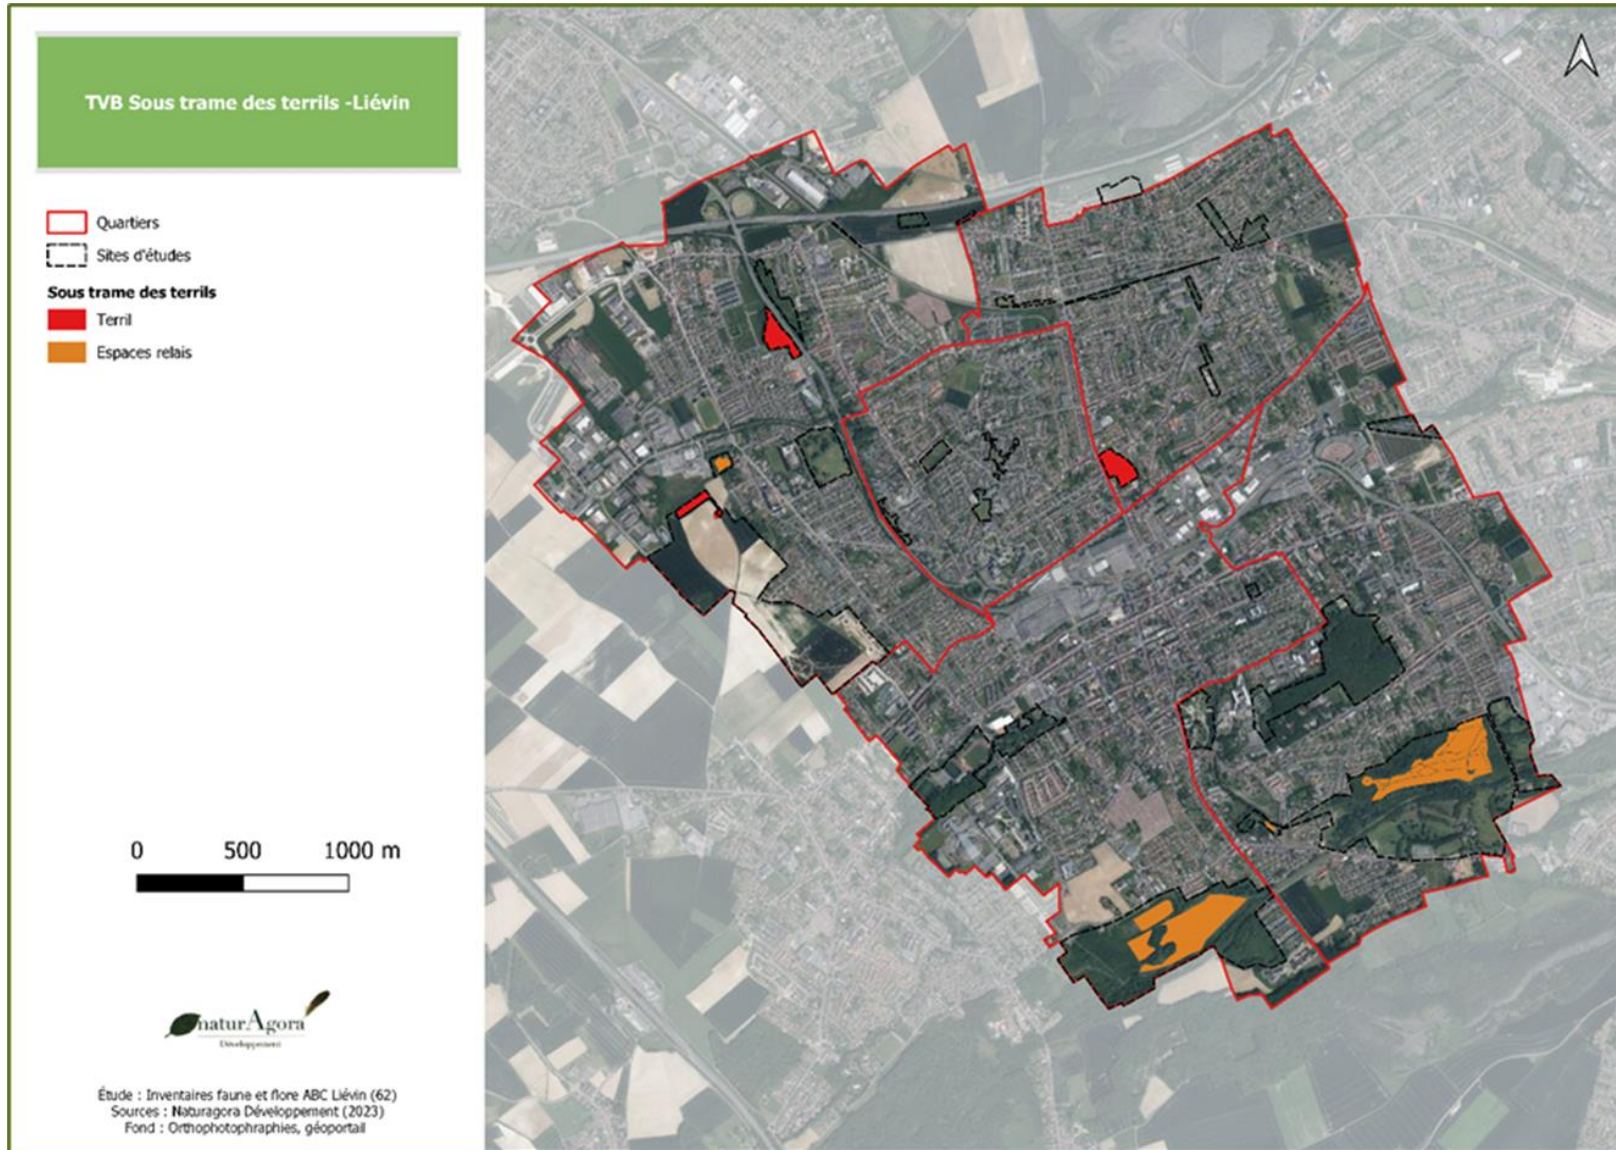 TVB Sous trame des terrils -Liévin
Quartiers
Sites d'études
Sous trame des terrils
Terril
Espaces relais
0 500 1000 m
naturAgora
Développement
Étude : Inventaires faune et flore ABC Liévin (62)
Sources : Naturagora Développement (2023)
Fond : Orthophotophraphies, géoportail